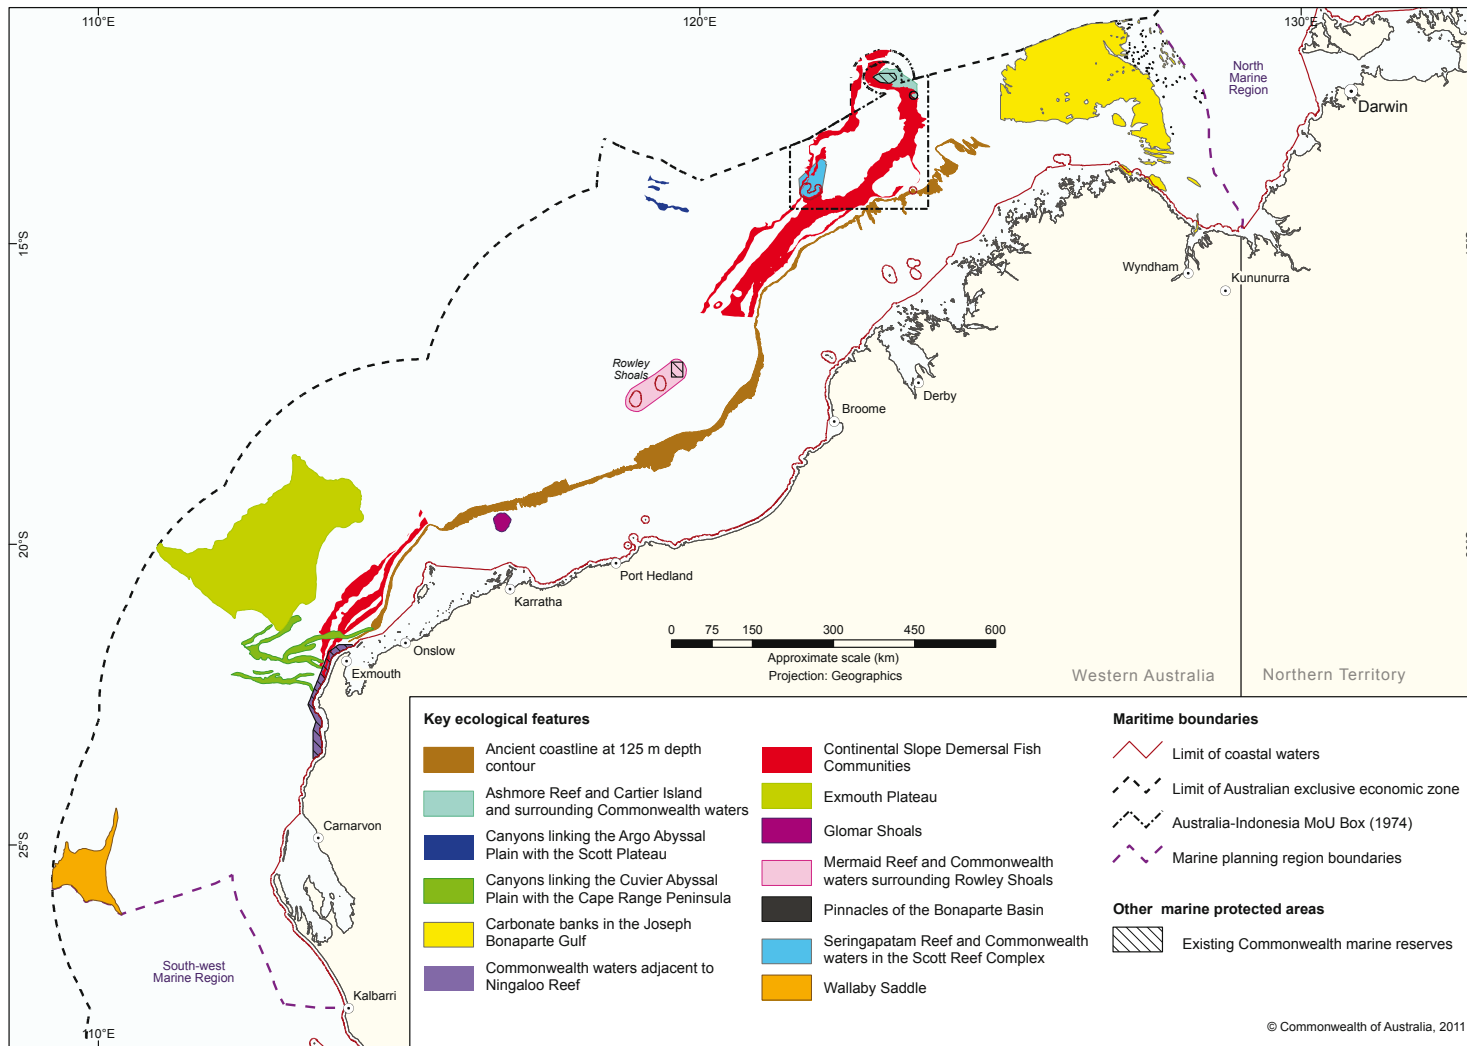 110°E
120°E
130°E
North
Marine
Region
Darwin
15°S
Wyndham
Kununurra
Rowley
Shoals
Derby
Broome
20°S
Port Hedland
Karratha
Onslow
Exmouth
0 75 150 300 450 600
Approximate scale (km)
Projection: Geographics
Western Australia
Northern Territory
25°S
Carnarvon
South-west
Marine Region
Kalbarri
110°E
Key ecological features
Ancient coastline at 125 m depth
contour
Ashmore Reef and Cartier Island
and surrounding Commonwealth waters
Canyons linking the Argo Abyssal
Plain with the Scott Plateau
Canyons linking the Cuvier Abyssal
Plain with the Cape Range Peninsula
Carbonate banks in the Joseph
Bonaparte Gulf
Commonwealth waters adjacent to
Ningaloo Reef
Continental Slope Demersal Fish
Communities
Exmouth Plateau
Glomar Shoals
Mermaid Reef and Commonwealth
waters surrounding Rowley Shoals
Pinnacles of the Bonaparte Basin
Seringapatam Reef and Commonwealth
waters in the Scott Reef Complex
Wallaby Saddle
Maritime boundaries
Limit of coastal waters
Limit of Australian exclusive economic zone
Australia-Indonesia MoU Box (1974)
Marine planning region boundaries
Other marine protected areas
Existing Commonwealth marine reserves
© Commonwealth of Australia, 2011